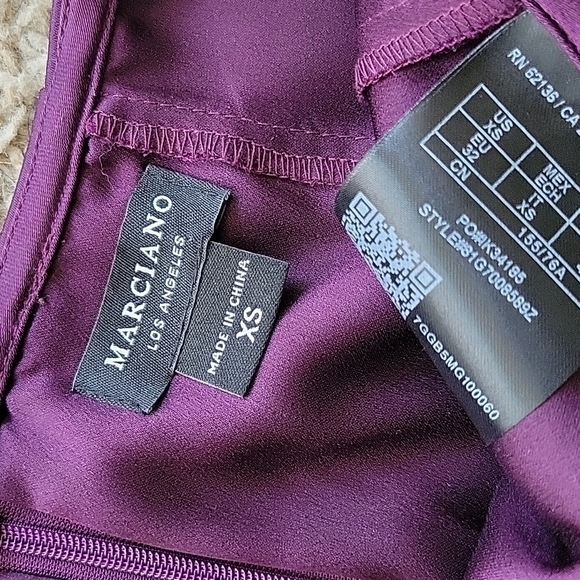 MARCIANO
LOS ANGELES
MADE IN CHINA
XS
RN 62136 / CA
US MEX
XS ECH
EU IT
32 XS
CN 155/76A
PO#IK34185
STYLE#81G7008589Z
7GGB5MQ100060